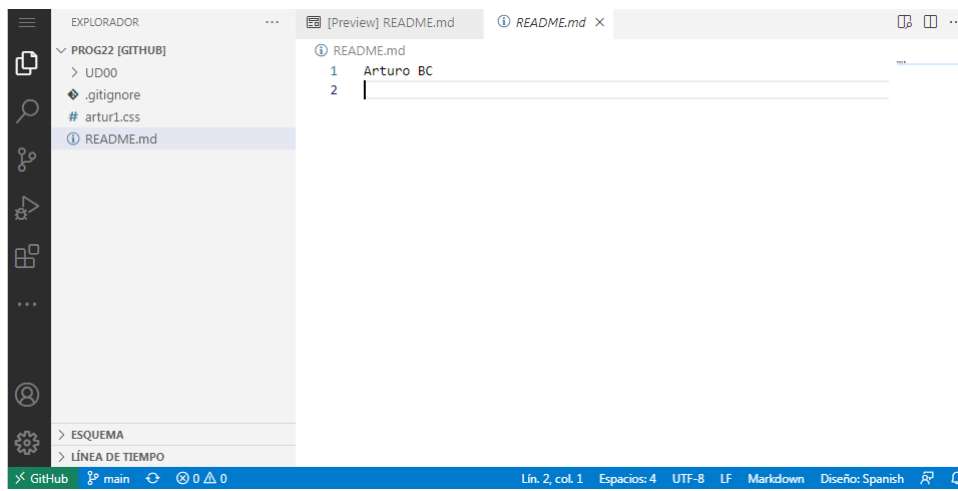 EXPLORADOR
PROG22 [GITHUB]
UD00
.gitignore
# artur1.css
README.md
ESQUEMA
LÍNEA DE TIEMPO
[Preview] README.md
README.md
README.md
1 Arturo BC
2
GitHub main 0 0 Lín. 2, col. 1 Espacios: 4 UTF-8 LF Markdown Diseño: Spanish